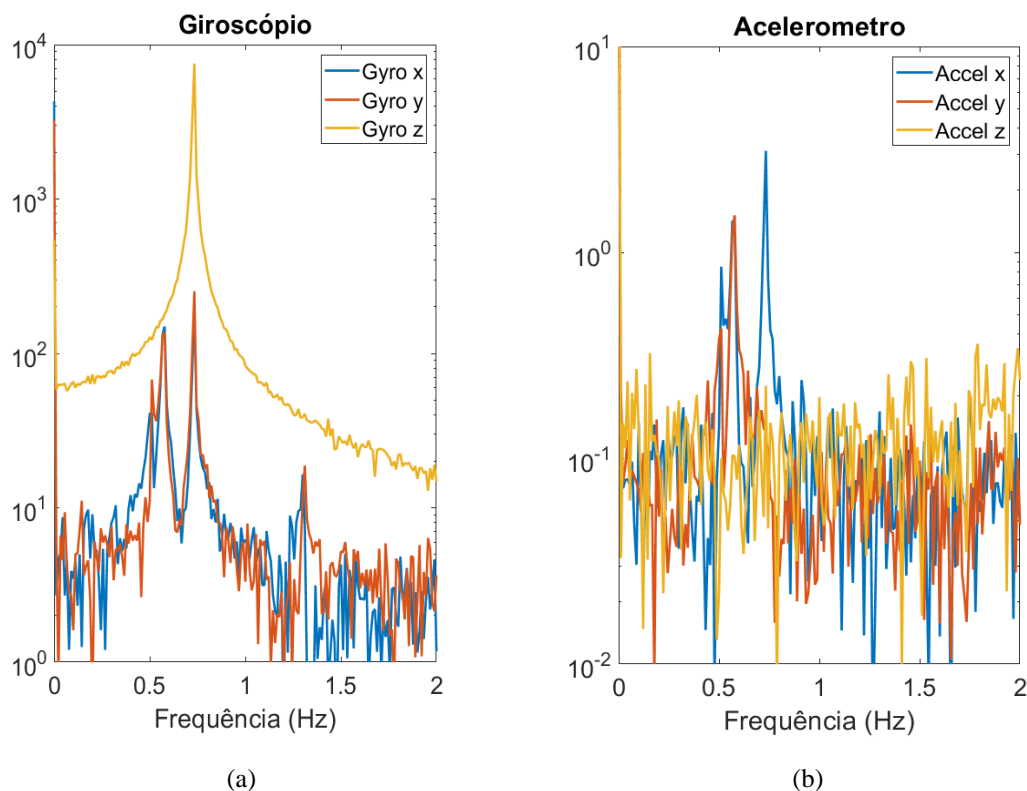 Giroscópio
10^4
10^3
10^2
10^1
10^0
Gyro x
Gyro y
Gyro z
0
0.5
1
1.5
2
Frequência (Hz)
(a)
Acelerometro
10^1
10^0
10^-1
10^-2
Accel x
Accel y
Accel z
0
0.5
1
1.5
2
Frequência (Hz)
(b)